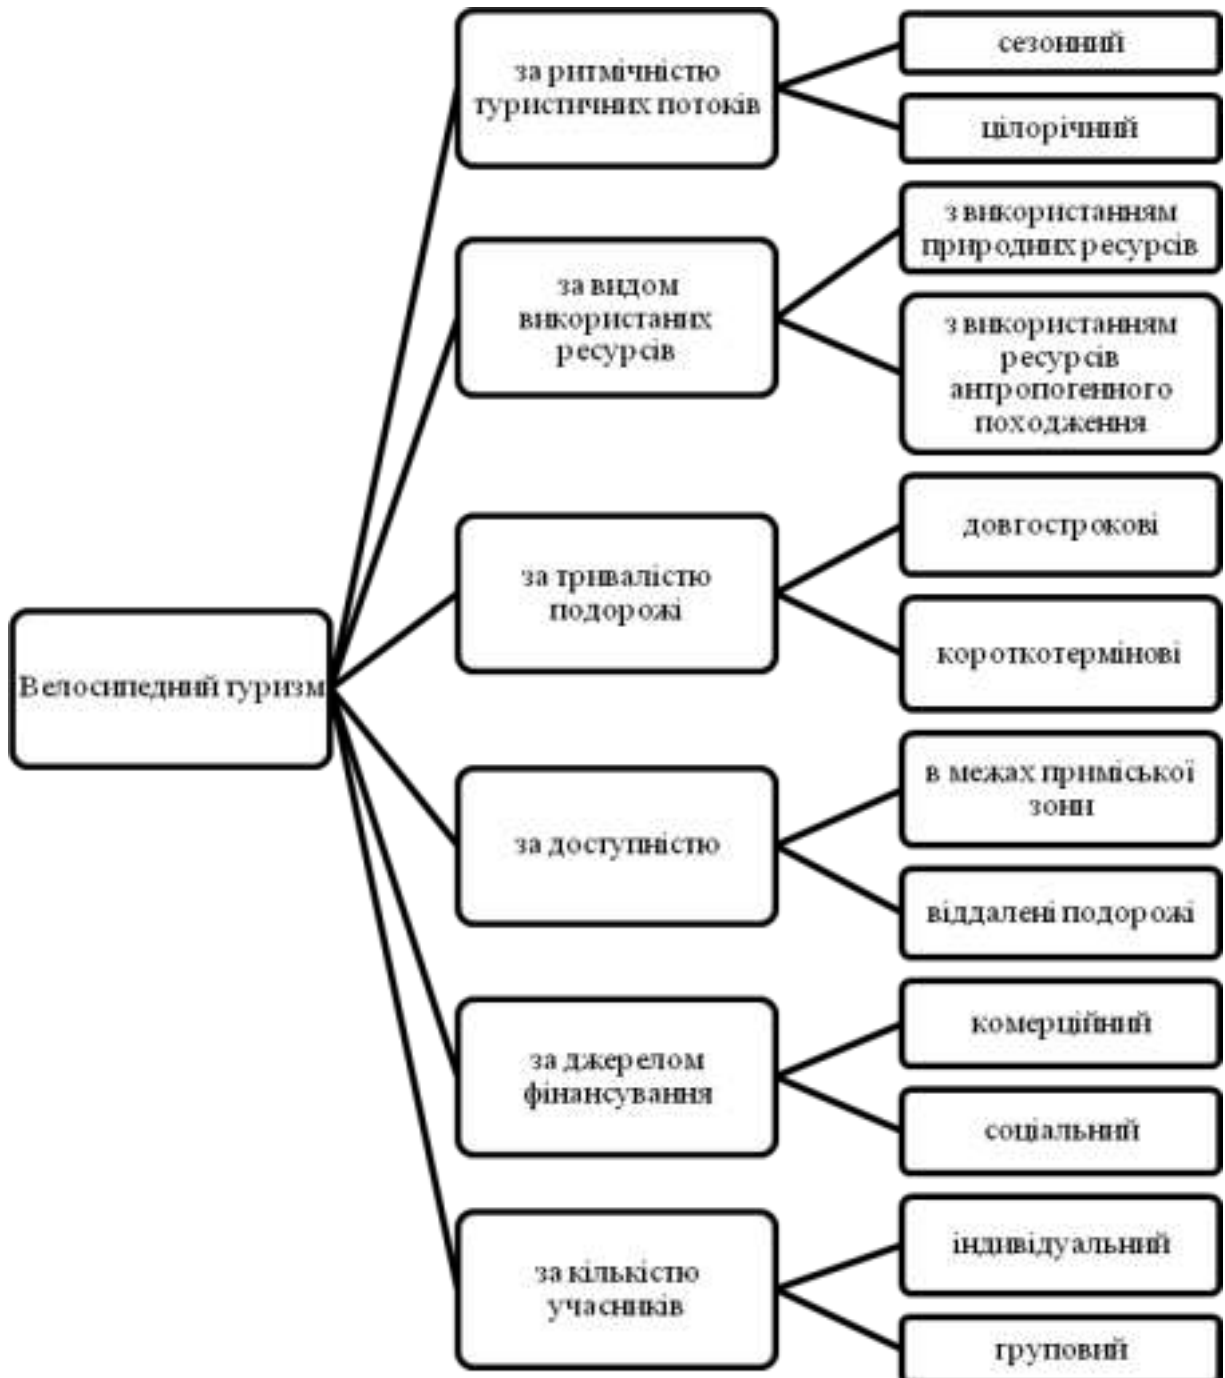 Велосипедний туризм
за ритмічністю
туристичних потоків
сезонний
цілорічний
за видом
використаних
ресурсів
з використанням
природних ресурсів
з використанням
ресурсів
антропогенного
походження
за тривалістю
подорожі
довгострокові
короткотермінові
за доступністю
в межах приміської
зони
віддалені подорожі
за джерелом
фінансування
комерційний
соціальний
за кількістю
учасників
індивідуальний
груповий